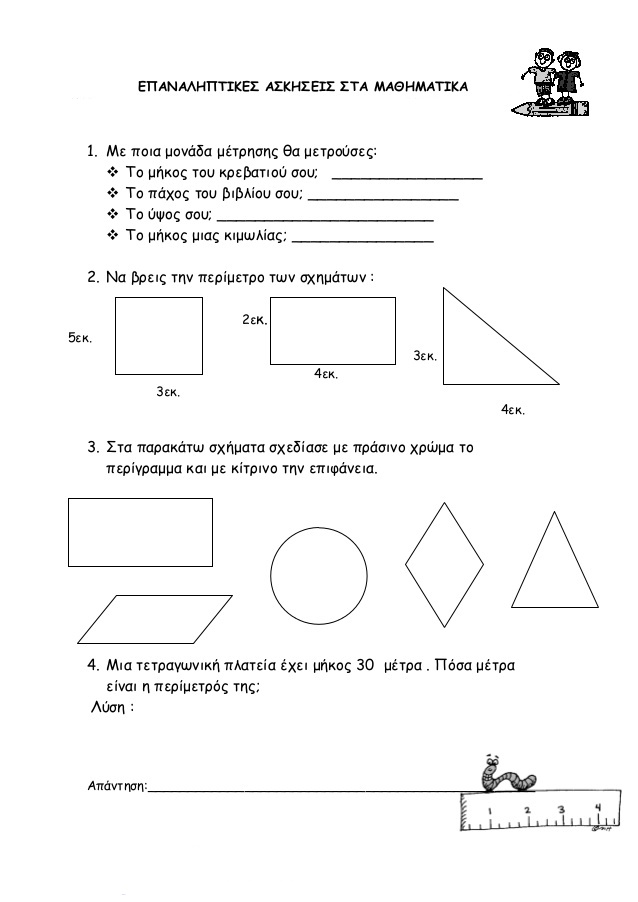 ΕΠΑΝΑΛΗΠΤΙΚΕΣ ΑΣΚΗΣΕΙΣ ΣΤΑ ΜΑΘΗΜΑΤΙΚΑ
1. Με ποια μονάδα μέτρησης θα μετρούσες:
❖ Το μήκος του κρεβατιού σου; ________________
❖ Το πάχος του βιβλίου σου; ________________
❖ Το ύψος σου; _______________________
❖ Το μήκος μιας κιμωλίας; _______________
2. Να βρεις την περίμετρο των σχημάτων :
5εκ.
3εκ.
2εκ.
4εκ.
3εκ.
4εκ.
3. Στα παρακάτω σχήματα σχεδίασε με πράσινο χρώμα το
περίγραμμα και με κίτρινο την επιφάνεια.
4. Μια τετραγωνική πλατεία έχει μήκος 30 μέτρα . Πόσα μέτρα
είναι η περίμετρός της;
Λύση :
Απάντηση:________________________________________
1 2 3 4